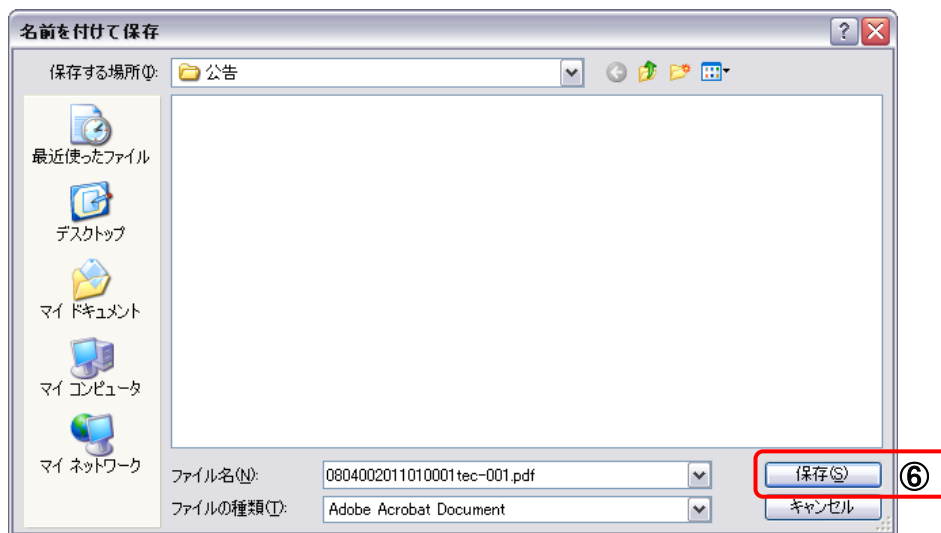 名前を付けて保存
保存する場所(I): 公告
最近使ったファイル
デスクトップ
マイ ドキュメント
マイ コンピュータ
マイ ネットワーク
ファイル名(N): 0804002011010001tec-001.pdf 保存(S) ⑥
ファイルの種類(T): Adobe Acrobat Document キャンセル